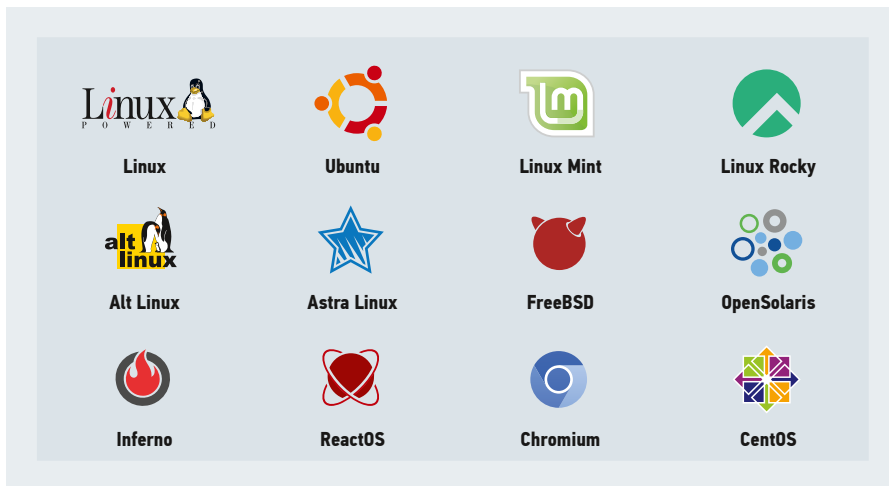 Linux
POWERED
Linux
Ubuntu
Linux Mint
Linux Rocky
alt
linux
Alt Linux
Astra Linux
FreeBSD
OpenSolaris
Inferno
ReactOS
Chromium
CentOS